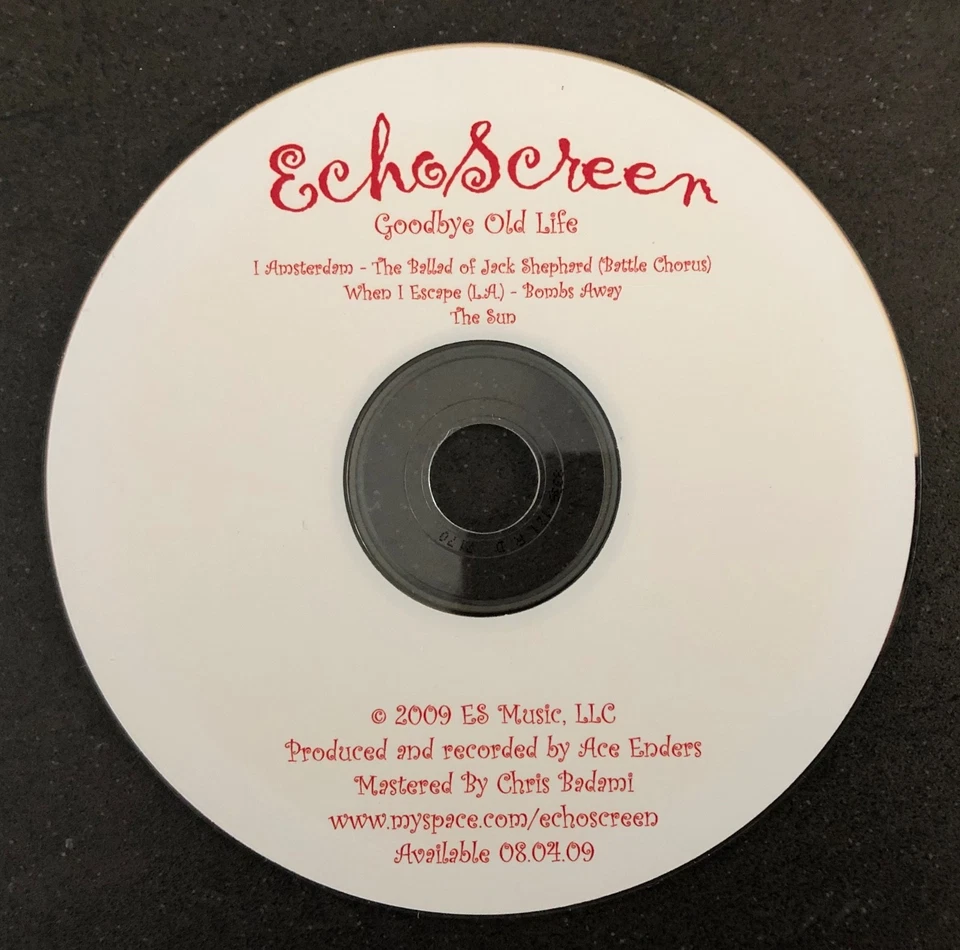 EchoScreen
Goodbye Old Life
I Amsterdam - The Ballad of Jack Shephard (Battle Chorus)
When I Escape (L.A.) - Bombs Away
The Sun
© 2009 ES Music, LLC
Produced and recorded by Ace Enders
Mastered By Chris Badami
www.myspace.com/echoscreen
Available 08.04.09